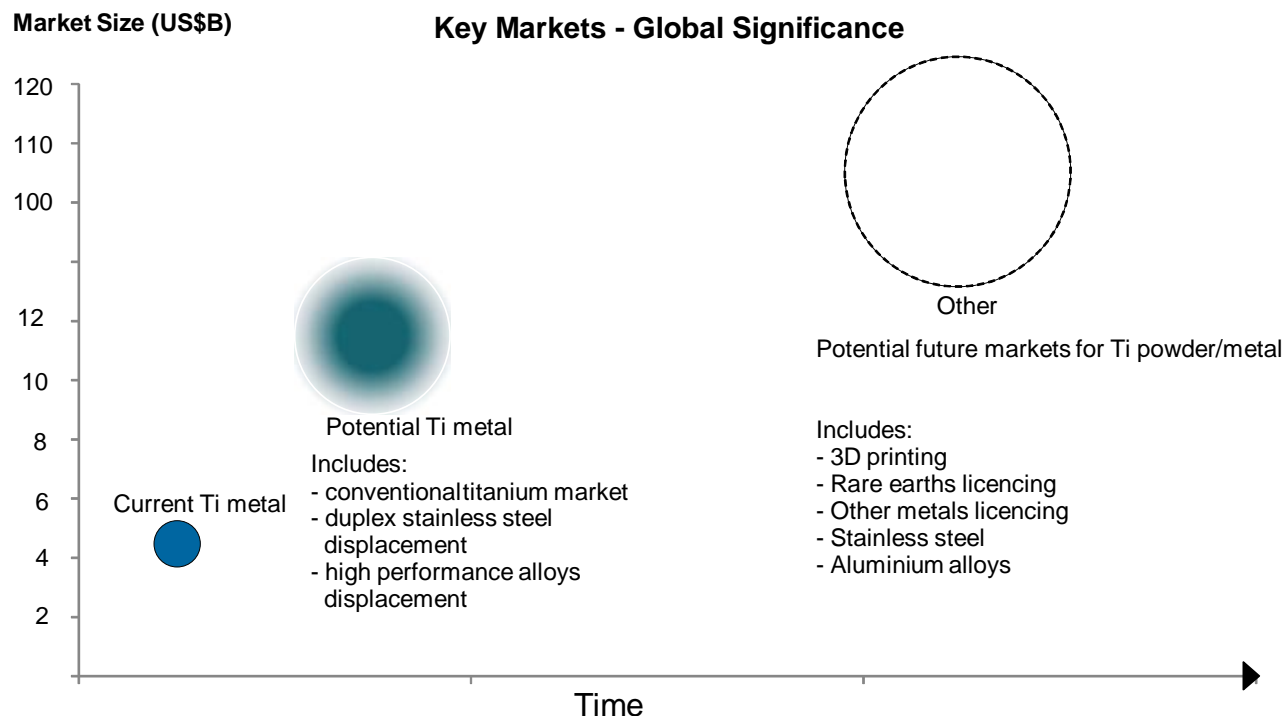 Market Size (US$B)
Key Markets - Global Significance
120
110
100
12
10
8
6
4
2
Current Ti metal
Potential Ti metal
Includes:
- conventionaltitanium market
- duplex stainless steel
displacement
- high performance alloys
displacement
Other
Potential future markets for Ti powder/metal
Includes:
- 3D printing
- Rare earths licencing
- Other metals licencing
- Stainless steel
- Aluminium alloys
Time